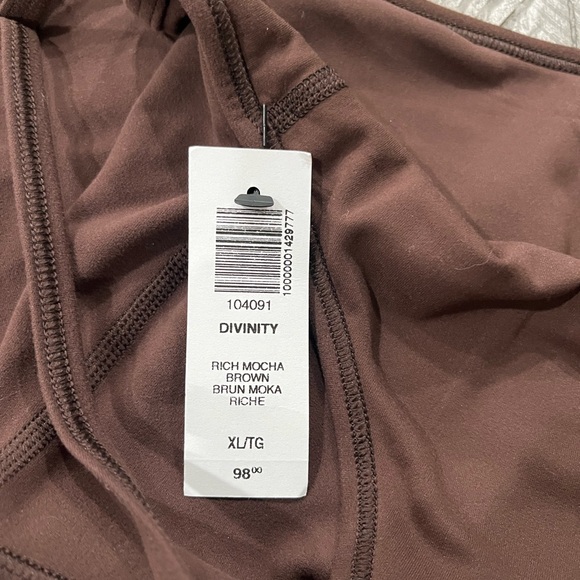 10000001429777
104091
DIVINITY
RICH MOCHA
BROWN
BRUN MOKA
RICHE
XL/TG
98⁰⁰